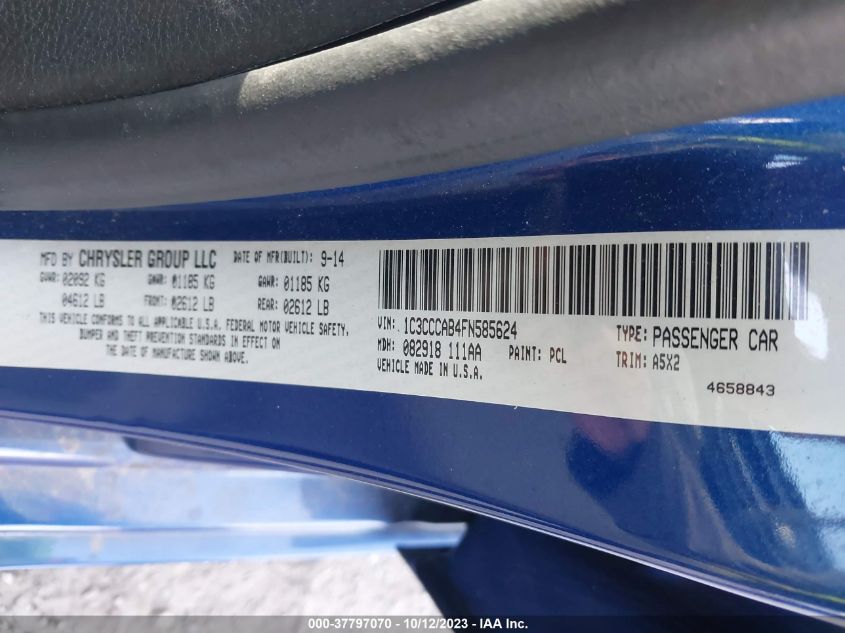 MFD BY CHRYSLER GROUP LLC DATE OF MFR(BUILT): 9-14
GVWR: 02092 KG GAWR: 01185 KG GAWR: 01185 KG
04612 LB FRONT: 02612 LB REAR: 02612 LB
THIS VEHICLE CONFORMS TO ALL APPLICABLE U.S.A. FEDERAL MOTOR VEHICLE SAFETY,
BUMPER AND THEFT PREVENTION STANDARDS IN EFFECT ON
THE DATE OF MANUFACTURE SHOWN ABOVE.
VIN: 1C3CCCAB4FN585624 TYPE: PASSENGER CAR
MDH: 082918 111AA PAINT: PCL TRIM: A5X2
VEHICLE MADE IN U.S.A.
4658843
000-37797070 - 10/12/2023 - IAA Inc.